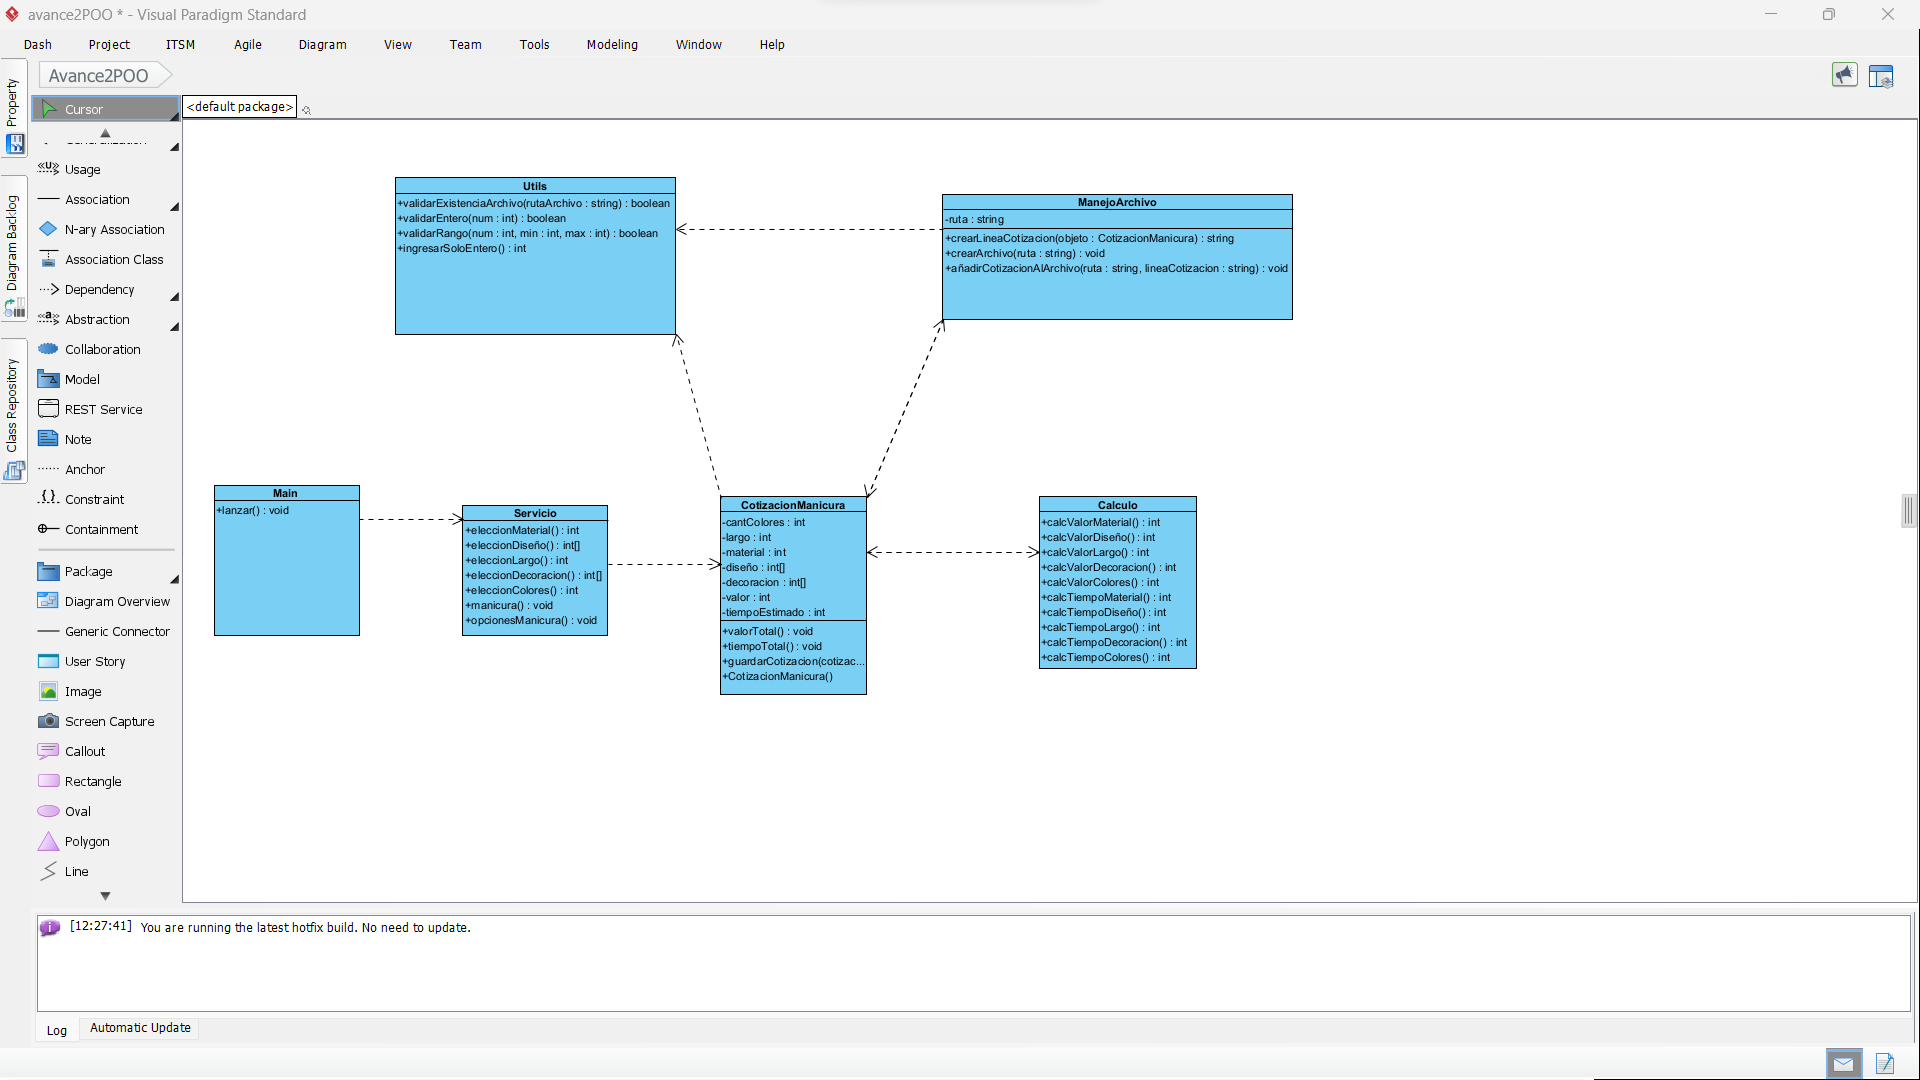 avance2POO * - Visual Paradigm Standard
Dash Project ITSM Agile Diagram View Team Tools Modeling Window Help
Avance2POO
Property
Diagram Backlog
Class Repository
Cursor
<default package>
Usage
Association
N-ary Association
Association Class
Dependency
Abstraction
Collaboration
Model
REST Service
Note
Anchor
Constraint
Containment
Package
Diagram Overview
Generic Connector
User Story
Image
Screen Capture
Callout
Rectangle
Oval
Polygon
Line
Utils
+validarExistenciaArchivo(rutaArchivo : string) : boolean
+validarEntero(num : int) : boolean
+validarRango(num : int, min : int, max : int) : boolean
+ingresarSoloEntero() : int
ManejoArchivo
-ruta : string
+crearLineaCotizacion(objeto : CotizacionManicura) : string
+crearArchivo(ruta : string) : void
+añadirCotizacionAlArchivo(ruta : string, lineaCotizacion : string) : void
Main
+lanzar() : void
Servicio
+eleccionMaterial() : int
+eleccionDiseño() : int[]
+eleccionLargo() : int
+eleccionDecoracion() : int[]
+eleccionColores() : int
+manicura() : void
+opcionesManicura() : void
CotizacionManicura
-cantColores : int
-largo : int
-material : int
-diseño : int[]
-decoracion : int[]
-valor : int
-tiempoEstimado : int
+valorTotal() : void
+tiempoTotal() : void
+guardarCotizacion(cotizac...
+CotizacionManicura()
Calculo
+calcValorMaterial() : int
+calcValorDiseño() : int
+calcValorLargo() : int
+calcValorDecoracion() : int
+calcValorColores() : int
+calcTiempoMaterial() : int
+calcTiempoDiseño() : int
+calcTiempoLargo() : int
+calcTiempoDecoracion() : int
+calcTiempoColores() : int
[12:27:41] You are running the latest hotfix build. No need to update.
Log Automatic Update